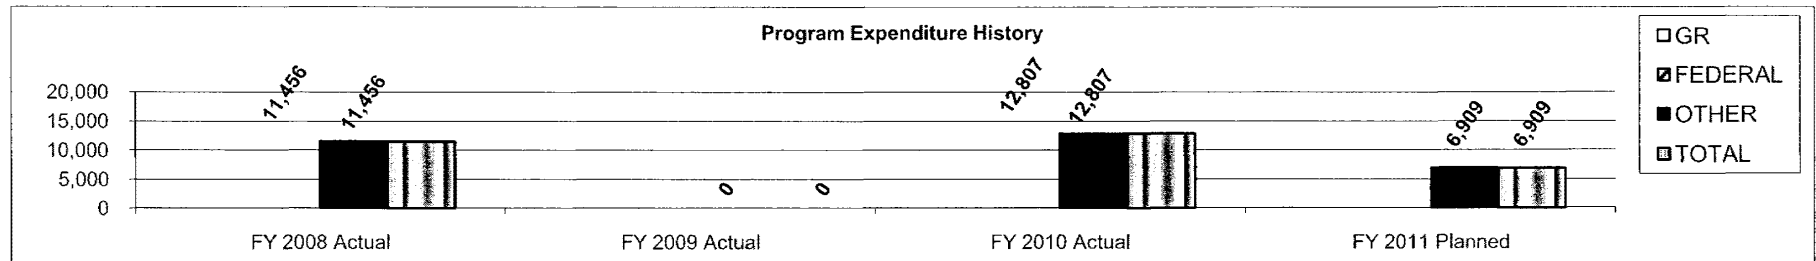 Program Expenditure History
GR
FEDERAL
OTHER
TOTAL
20,000
15,000
10,000
5,000
0
11,456
11,456
0
0
12,807
12,807
6,909
6,909
FY 2008 Actual
FY 2009 Actual
FY 2010 Actual
FY 2011 Planned